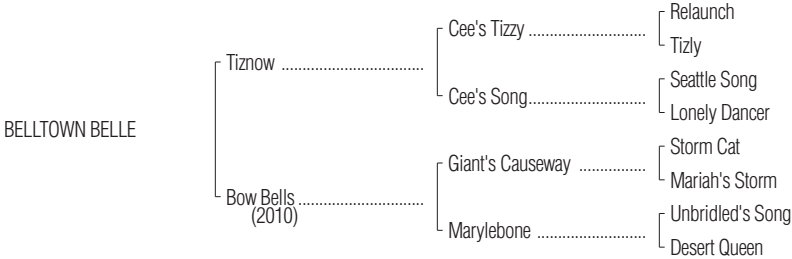 Relaunch
Cee's Tizzy ..........................
Tizly
Tiznow ................................
Seattle Song
Cee's Song..........................
Lonely Dancer
BELLTOWN BELLE
Storm Cat
Giant's Causeway ...............
Mariah's Storm
Bow Bells ............................
(2010)
Unbridled's Song
Marylebone ........................
Desert Queen